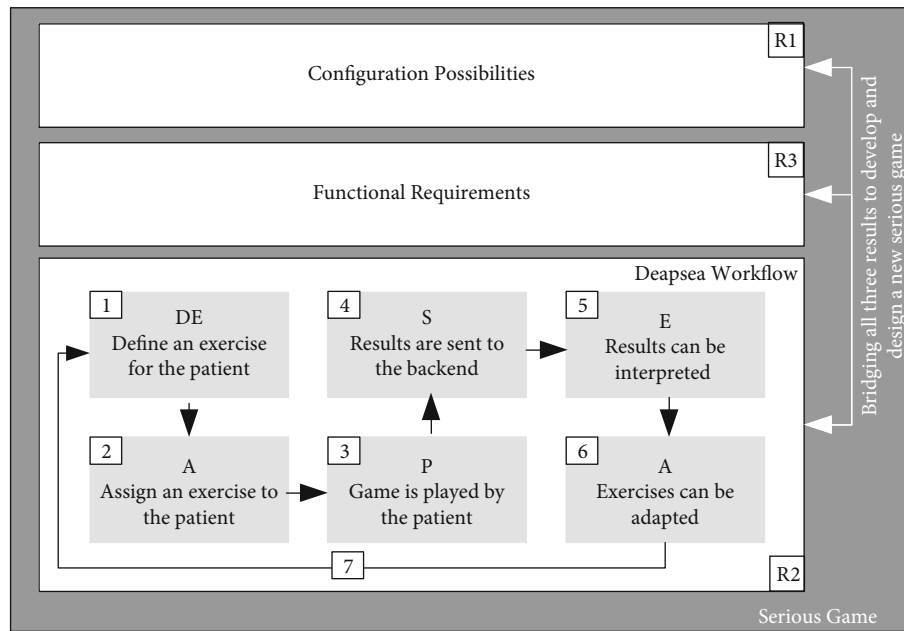 R1
Configuration Possibilities
R3
Functional Requirements
Bridging all three results to develop and
design a new serious game
Deapsea Workflow
1
DE
Define an exercise
for the patient
2
A
Assign an exercise to
the patient
3
P
Game is played by
the patient
4
S
Results are sent to
the backend
5
E
Results can be
interpreted
6
A
Exercises can be
adapted
7
R2
Serious Game